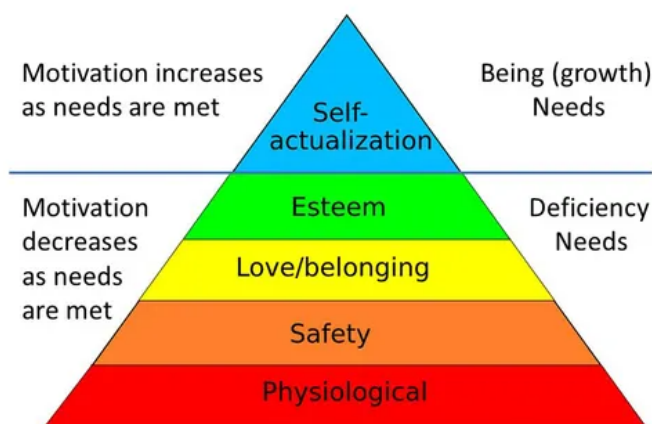 Motivation increases
as needs are met
Being (growth)
Needs
Self-
actualization
Motivation
decreases
as needs
are met
Esteem
Deficiency
Needs
Love/belonging
Safety
Physiological